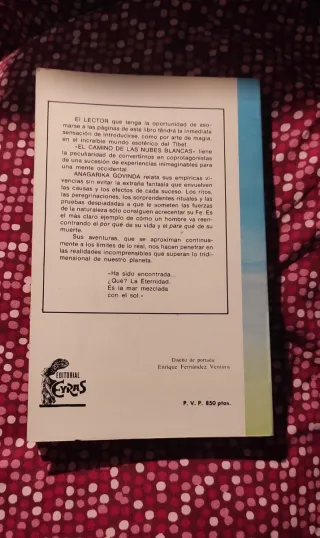 El LECTOR que tenga la oportunidad de aso-
marse a las páginas de este libro tendrá la inmediata
sensación de introducirse, como por arte de magia,
en el increíble mundo esotérico del Tíbet.
«EL CAMINO DE LAS NUBES BLANCAS» tiene
la peculiaridad de convertirnos en coprotagonistas
de una sucesión de experiencias inimaginables para
una mente occidental.
ANAGARIKA GOVINDA relata sus empíricas vi-
vencias sin evitar la extraña fantasía que envuelven
las causas y los efectos de cada suceso. Los ritos,
las peregrinaciones, los sorprendentes rituales y las
pruebas despiadadas a que le someten las fuerzas
de la naturaleza sólo consiguen acrecentar su Fe. Es
el más claro ejemplo de cómo un hombre va reen-
contrando el por qué de su vida y el para qué de su
muerte.
Sus aventuras, que se aproximan continua-
mente a los límites de lo real, nos hacen penetrar en
las realidades incomprensibles que superan lo tridi-
mensional de nuestro planeta.
«Ha sido encontrada...
¿Qué? La Eternidad.
Es la mar mezclada
con el sol.»
Diseño de portada:
Enrique Fernández Ventura
EDITORIAL
EYRAS
P. V. P. 850 ptas.